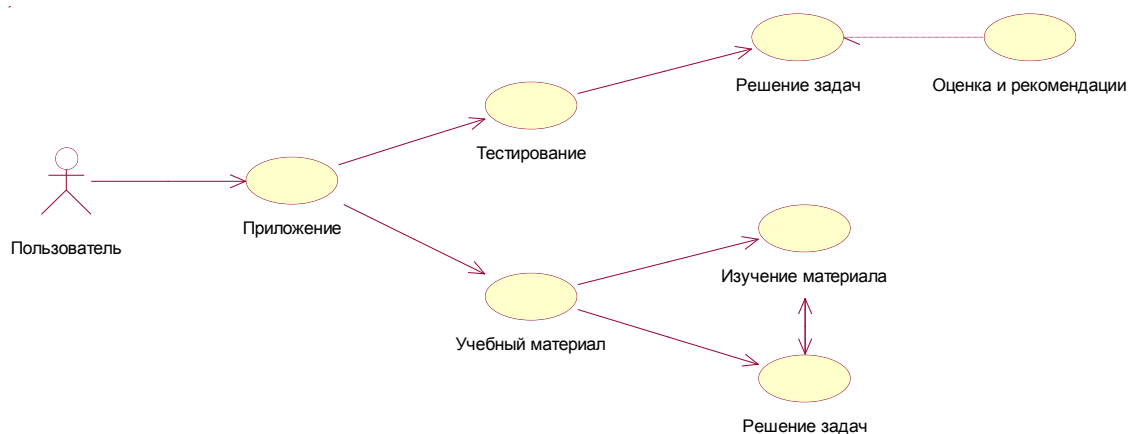 Решение задач
Оценка и рекомендации
Тестирование
Приложение
Пользователь
Изучение материала
Учебный материал
Решение задач